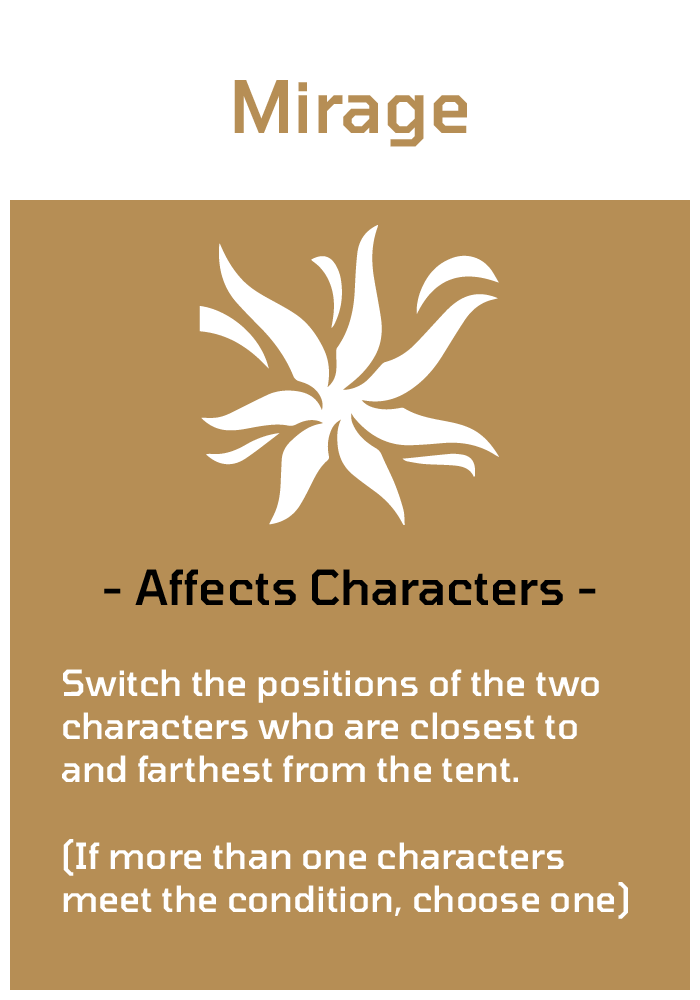 Mirage
- Affects Characters -
Switch the positions of the two
characters who are closest to
and farthest from the tent.
(If more than one characters
meet the condition, choose one)